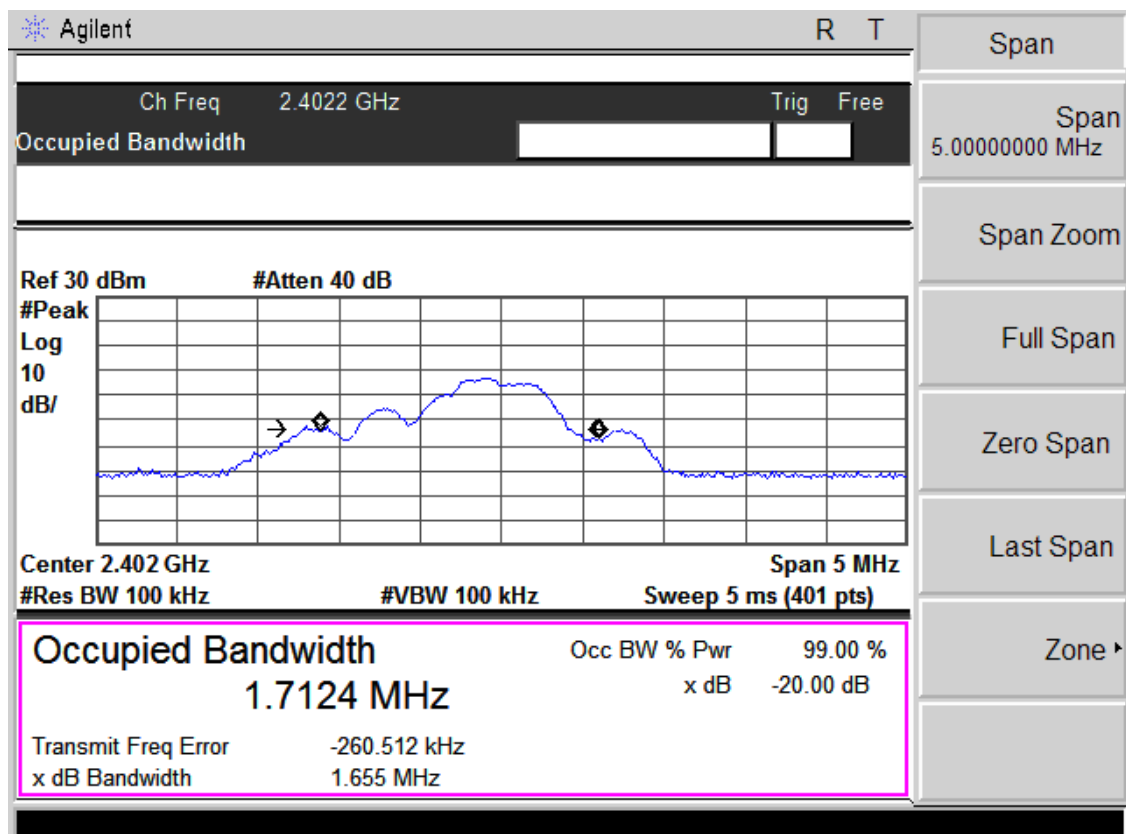 Agilent R T
Span
Ch Freq 2.4022 GHz Trig Free
Occupied Bandwidth
Span
5.00000000 MHz
Span Zoom
Ref 30 dBm #Atten 40 dB
#Peak
Log
10
dB/
Full Span
Zero Span
Last Span
Center 2.402 GHz Span 5 MHz
#Res BW 100 kHz #VBW 100 kHz Sweep 5 ms (401 pts)
Occupied Bandwidth Occ BW % Pwr 99.00 %
1.7124 MHz x dB -20.00 dB
Zone
Transmit Freq Error -260.512 kHz
x dB Bandwidth 1.655 MHz